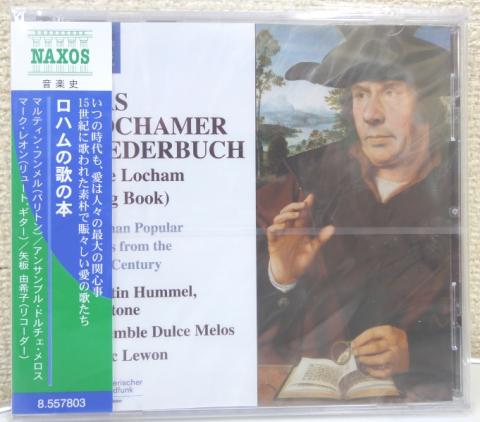 NAXOS
音楽史
いつの時代も、愛は人々の最大の関心事
15世紀に歌われた素朴で賑々しい愛の歌たち
ロハムの歌の本
マルティン・フンメル(バリトン)/アンサンブル・ドルチェ・メロス
マーク・レオン(リュート、ギター)/矢板 由希子(リコーダー)
8.557803
AS
OCHAMER
EDERBUCH
e Locham
g Book)
man Popular
s from the
Century
tin Hummel,
tone
emble Dulce Melos
c Lewon
erischer
dfunk